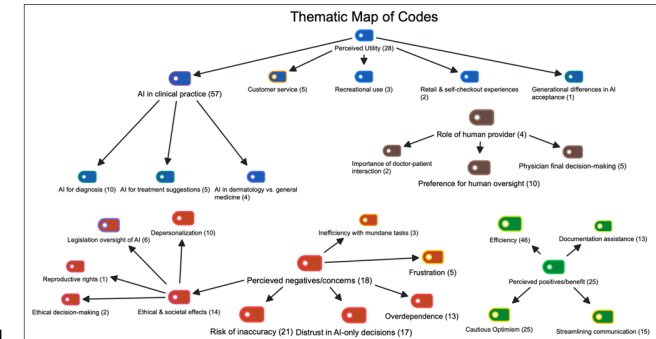 Thematic Map of Codes
Perceived Utility (28)
AI in clinical practice (57)
Customer service (5)
Recreational use (3)
Retail & self-checkout experiences
(2)
Generational differences in AI
acceptance (1)
Role of human provider (4)
Importance of doctor-patient
interaction (2)
Physician final decision-making (5)
Preference for human oversight (10)
AI for diagnosis (10)
AI for treatment suggestions (5)
AI in dermatology vs. general
medicine (4)
Depersonalization (10)
Legislation oversight of AI (6)
Inefficiency with mundane tasks (3)
Efficiency (46)
Documentation assistance (13)
Reproductive rights (1)
Frustration (5)
Perceived negatives/concerns (18)
Perceived positives/benefit (25)
Ethical decision-making (2)
Ethical & societal effects (14)
Overdependence (13)
Cautious Optimism (25)
Streamlining communication (15)
Risk of inaccuracy (21)
Distrust in AI-only decisions (17)